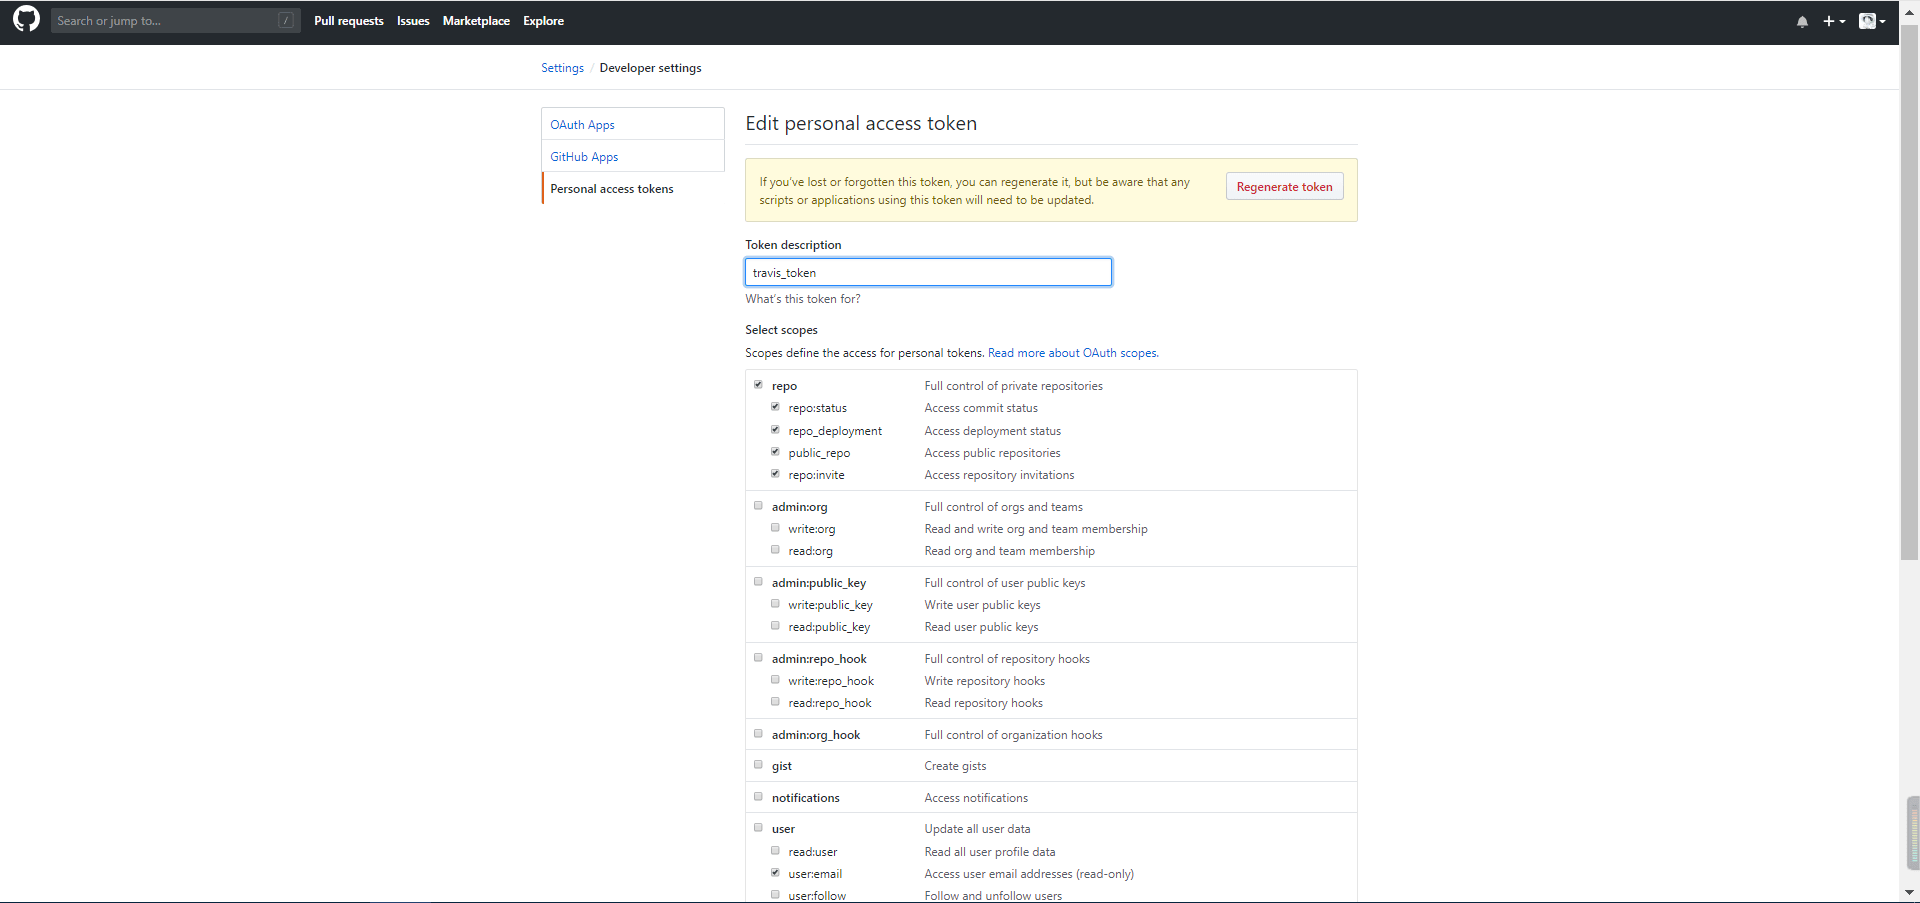 Search or jump to... /
Pull requests Issues Marketplace Explore
Settings / Developer settings
OAuth Apps
GitHub Apps
Personal access tokens
Edit personal access token
If you've lost or forgotten this token, you can regenerate it, but be aware that any
scripts or applications using this token will need to be updated.
Regenerate token
Token description
travis_token
What's this token for?
Select scopes
Scopes define the access for personal tokens. Read more about OAuth scopes.
repo Full control of private repositories
repo:status Access commit status
repo_deployment Access deployment status
public_repo Access public repositories
repo:invite Access repository invitations
admin:org Full control of orgs and teams
write:org Read and write org and team membership
read:org Read org and team membership
admin:public_key Full control of user public keys
write:public_key Write user public keys
read:public_key Read user public keys
admin:repo_hook Full control of repository hooks
write:repo_hook Write repository hooks
read:repo_hook Read repository hooks
admin:org_hook Full control of organization hooks
gist Create gists
notifications Access notifications
user Update all user data
read:user Read all user profile data
user:email Access user email addresses (read-only)
user:follow Follow and unfollow users